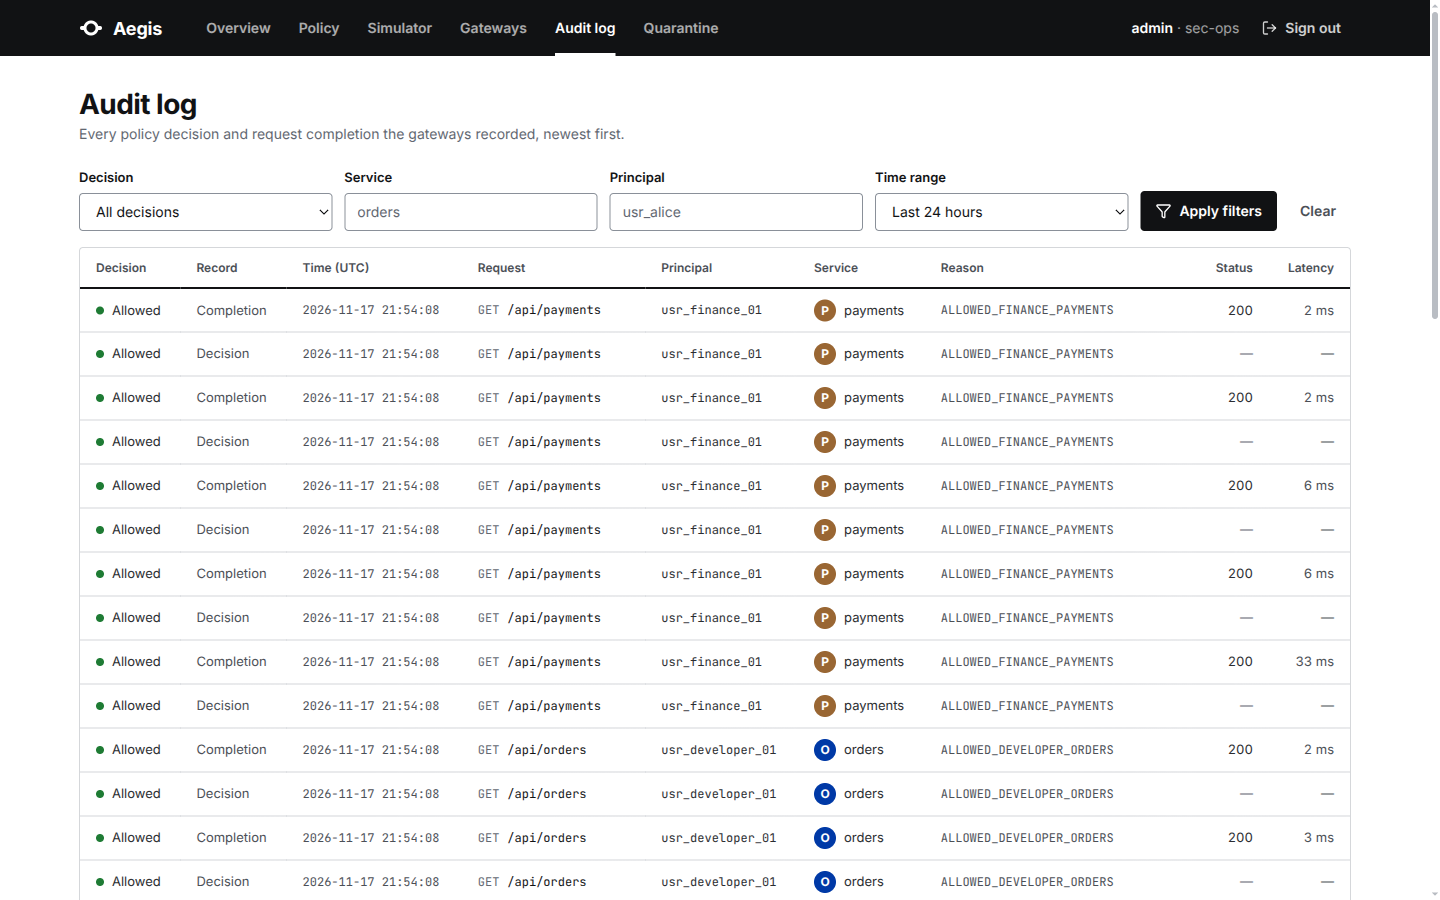 Aegis Overview Policy Simulator Gateways Audit log Quarantine admin · sec-ops Sign out
Audit log
Every policy decision and request completion the gateways recorded, newest first.
Decision Service Principal Time range
All decisions orders usr_alice Last 24 hours Apply filters Clear
Decision Record Time (UTC) Request Principal Service Reason Status Latency
Allowed Completion 2026-11-17 21:54:08 GET /api/payments usr_finance_01 P payments ALLOWED_FINANCE_PAYMENTS 200 2 ms
Allowed Decision 2026-11-17 21:54:08 GET /api/payments usr_finance_01 P payments ALLOWED_FINANCE_PAYMENTS — —
Allowed Completion 2026-11-17 21:54:08 GET /api/payments usr_finance_01 P payments ALLOWED_FINANCE_PAYMENTS 200 2 ms
Allowed Decision 2026-11-17 21:54:08 GET /api/payments usr_finance_01 P payments ALLOWED_FINANCE_PAYMENTS — —
Allowed Completion 2026-11-17 21:54:08 GET /api/payments usr_finance_01 P payments ALLOWED_FINANCE_PAYMENTS 200 6 ms
Allowed Decision 2026-11-17 21:54:08 GET /api/payments usr_finance_01 P payments ALLOWED_FINANCE_PAYMENTS — —
Allowed Completion 2026-11-17 21:54:08 GET /api/payments usr_finance_01 P payments ALLOWED_FINANCE_PAYMENTS 200 6 ms
Allowed Decision 2026-11-17 21:54:08 GET /api/payments usr_finance_01 P payments ALLOWED_FINANCE_PAYMENTS — —
Allowed Completion 2026-11-17 21:54:08 GET /api/payments usr_finance_01 P payments ALLOWED_FINANCE_PAYMENTS 200 33 ms
Allowed Decision 2026-11-17 21:54:08 GET /api/payments usr_finance_01 P payments ALLOWED_FINANCE_PAYMENTS — —
Allowed Completion 2026-11-17 21:54:08 GET /api/orders usr_developer_01 O orders ALLOWED_DEVELOPER_ORDERS 200 2 ms
Allowed Decision 2026-11-17 21:54:08 GET /api/orders usr_developer_01 O orders ALLOWED_DEVELOPER_ORDERS — —
Allowed Completion 2026-11-17 21:54:08 GET /api/orders usr_developer_01 O orders ALLOWED_DEVELOPER_ORDERS 200 3 ms
Allowed Decision 2026-11-17 21:54:08 GET /api/orders usr_developer_01 O orders ALLOWED_DEVELOPER_ORDERS — —